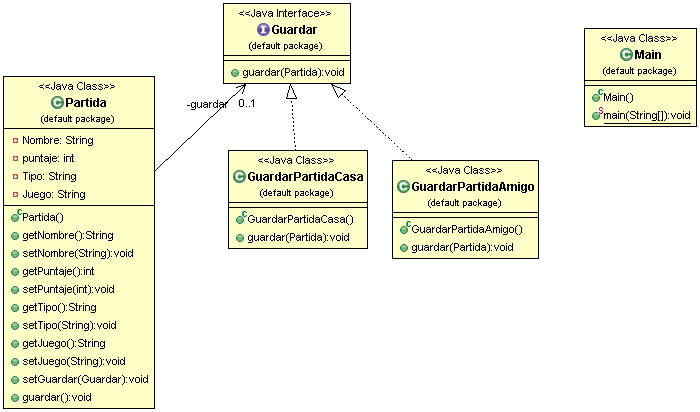 <<Java Interface>>
Guardar
(default package)
guardar(Partida):void
<<Java Class>>
Main
(default package)
Main()
main(String[]):void
<<Java Class>>
Partida
(default package)
Nombre: String
puntaje: int
Tipo: String
Juego: String
Partida()
getNombre():String
setNombre(String):void
getPuntaje():int
setPuntaje(int):void
getTipo():String
setTipo(String):void
getJuego():String
setJuego(String):void
setGuardar(Guardar):void
guardar():void
-guardar 0..1
<<Java Class>>
GuardarPartidaCasa
(default package)
GuardarPartidaCasa()
guardar(Partida):void
<<Java Class>>
GuardarPartidaAmigo
(default package)
GuardarPartidaAmigo()
guardar(Partida):void